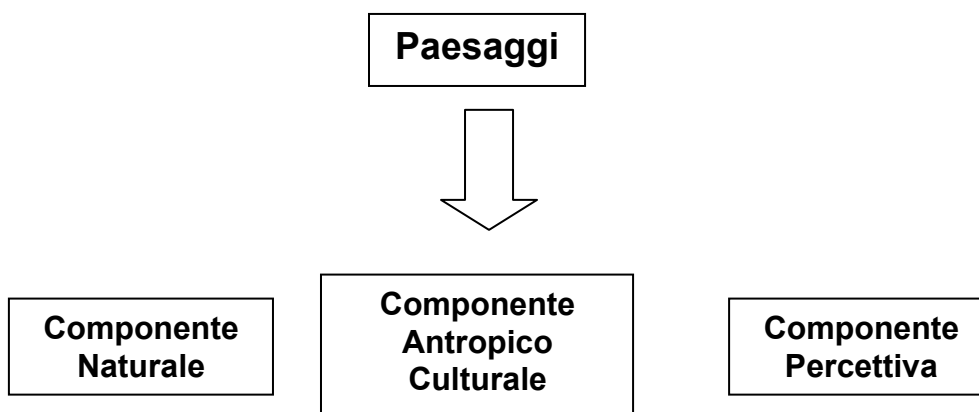 Paesaggi
Componente
Naturale
Componente
Antropico
Culturale
Componente
Percettiva